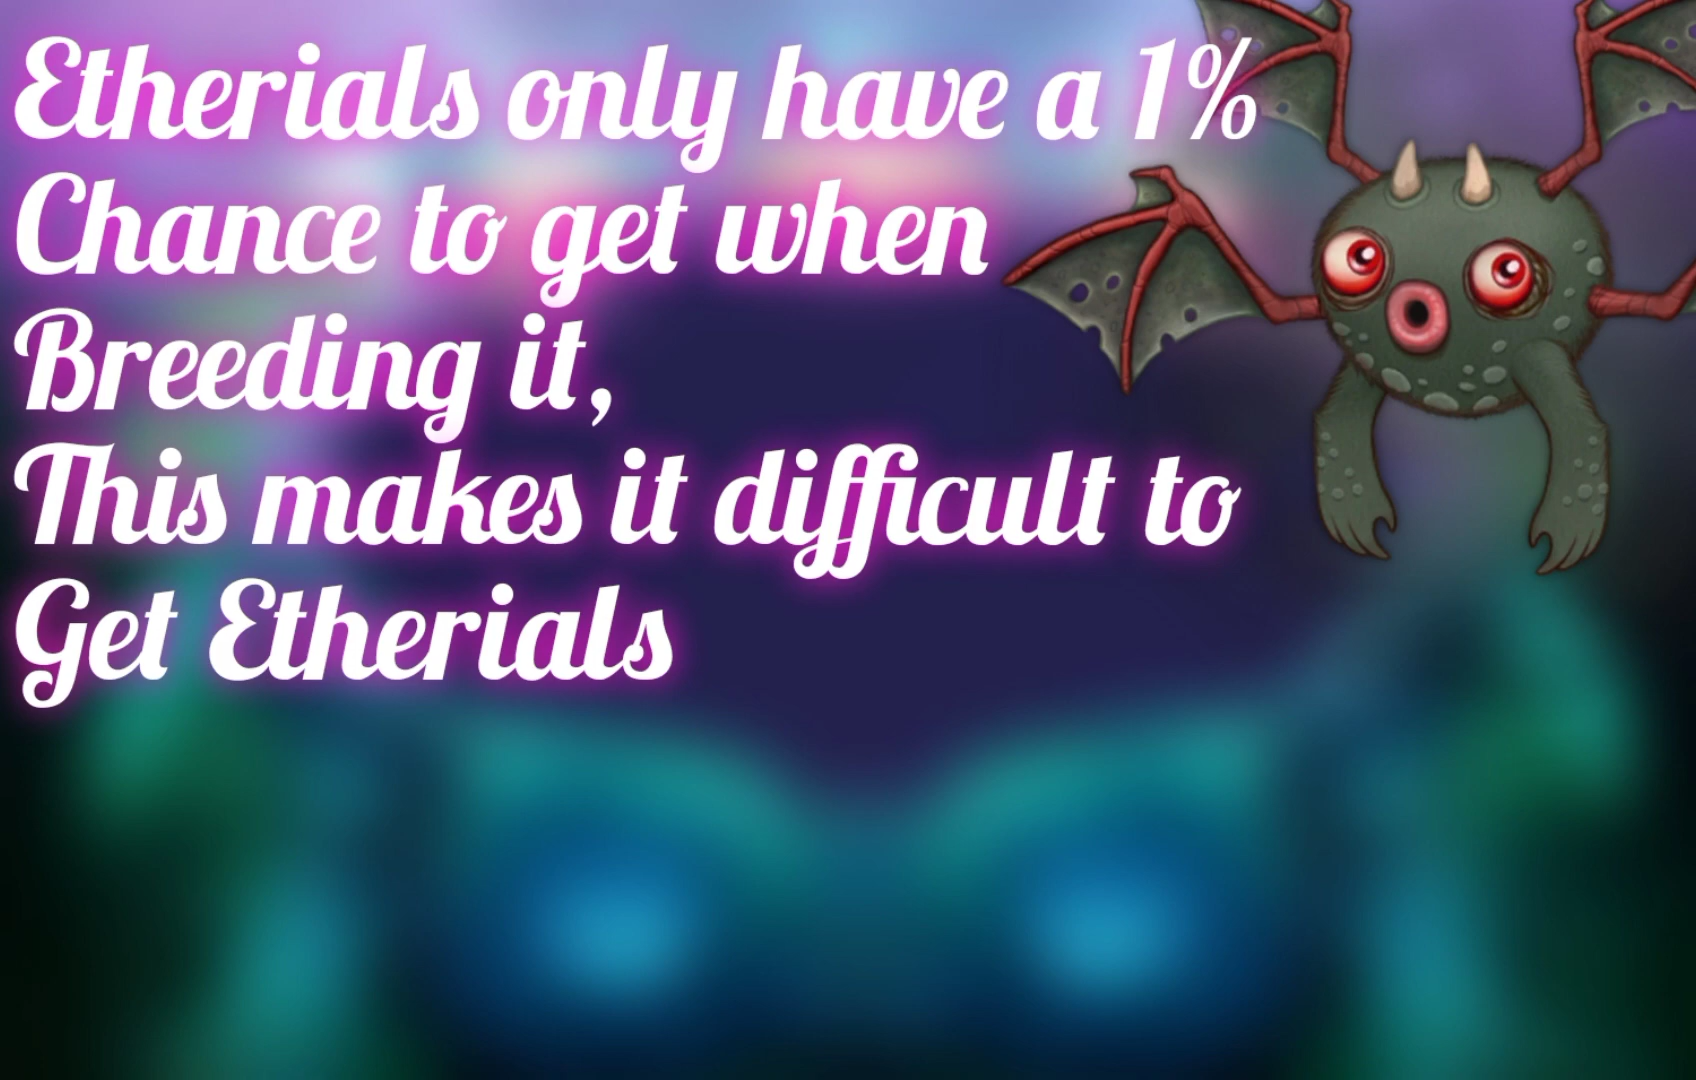 Etherials only have a 1%
Chance to get when
Breeding it,
This makes it difficult to
Get Etherials